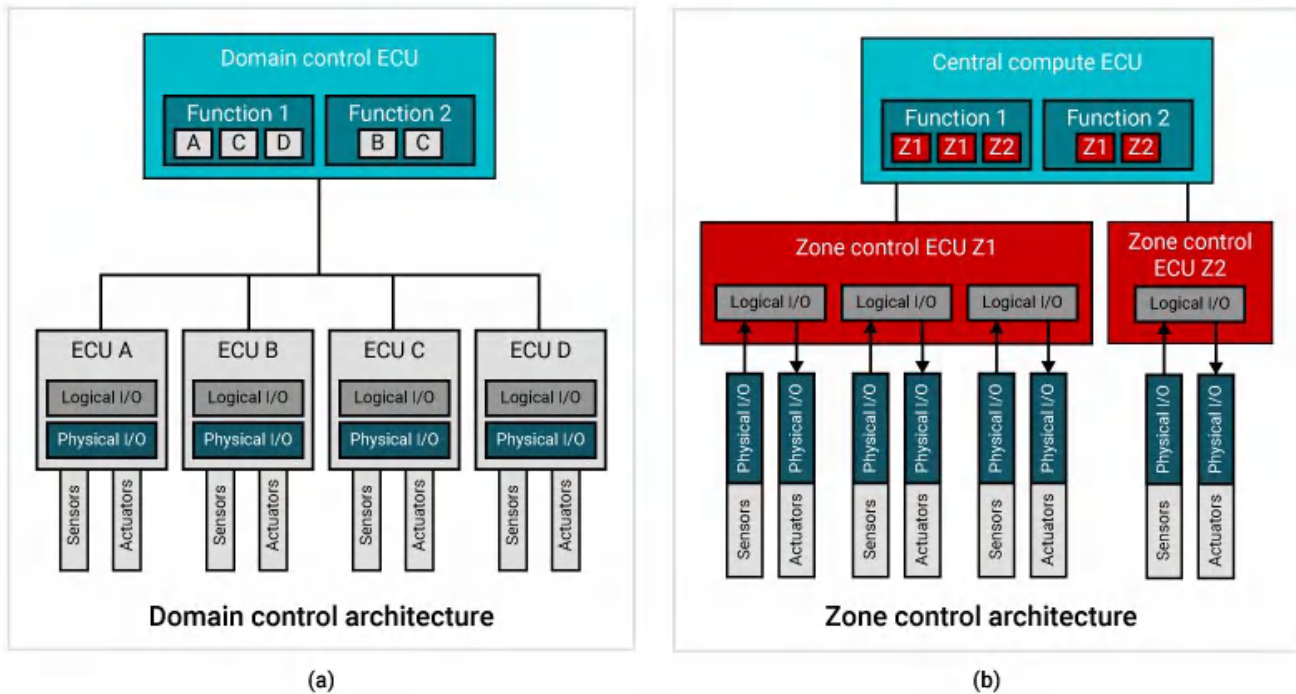 Domain control ECU
Function 1
A C D
Function 2
B C
ECU A
Logical I/O
Physical I/O
Sensors
Actuators
ECU B
Logical I/O
Physical I/O
Sensors
Actuators
ECU C
Logical I/O
Physical I/O
Sensors
Actuators
ECU D
Logical I/O
Physical I/O
Sensors
Actuators
Domain control architecture
(a)
Central compute ECU
Function 1
Z1 Z1 Z2
Function 2
Z1 Z2
Zone control ECU Z1
Logical I/O
Logical I/O
Logical I/O
Physical I/O
Sensors
Physical I/O
Actuators
Physical I/O
Sensors
Physical I/O
Actuators
Physical I/O
Sensors
Physical I/O
Actuators
Zone control
ECU Z2
Logical I/O
Physical I/O
Sensors
Physical I/O
Actuators
Zone control architecture
(b)